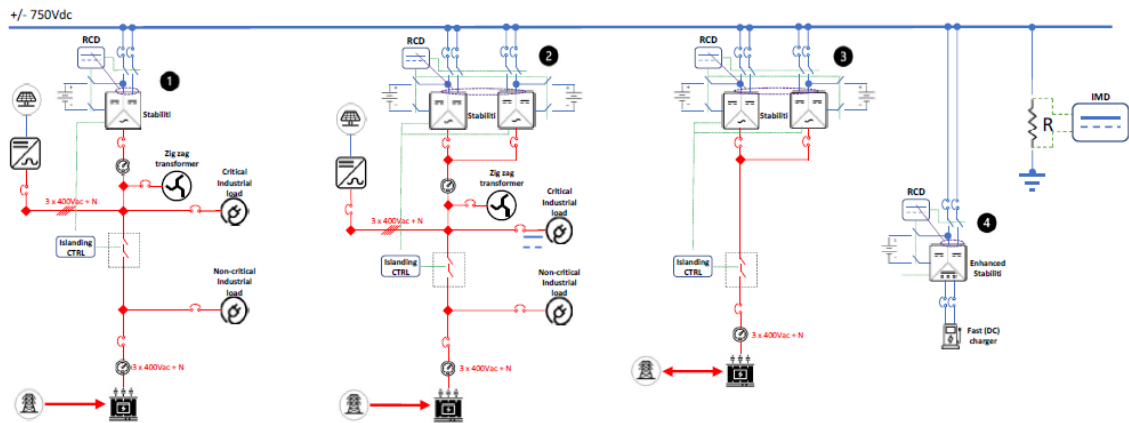 +/- 750Vdc
RCD
1
Stabiliti
Zig zag
transformer
Critical
Industrial
load
3 x 400Vac + N
Islanding
CTRL
Non-critical
Industrial
load
3 x 400Vac + N
RCD
2
Stabiliti
Zig zag
transformer
Critical
Industrial
load
3 x 400Vac + N
Islanding
CTRL
Non-critical
Industrial
load
3 x 400Vac + N
RCD
3
Stabiliti
Islanding
CTRL
3 x 400Vac + N
R
IMD
RCD
4
Enhanced
Stabiliti
Fast (DC)
charger